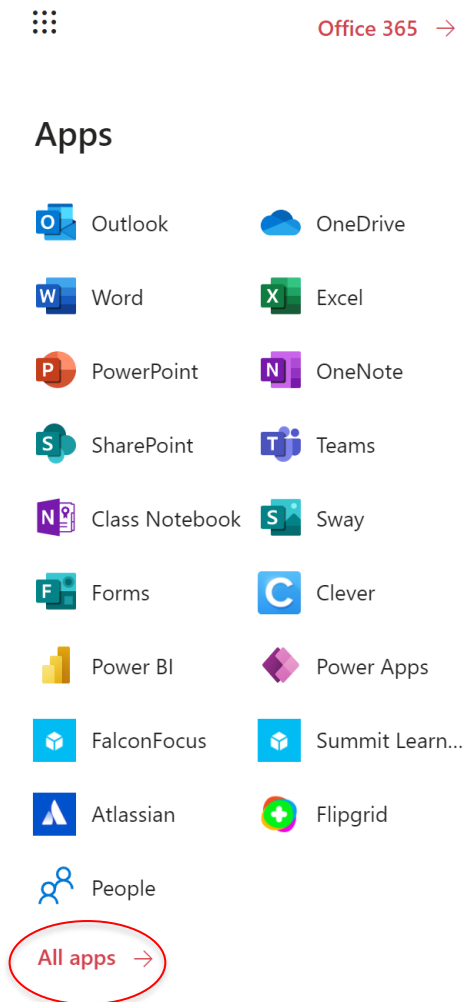 Office 365 →
Apps
Outlook OneDrive
Word Excel
PowerPoint OneNote
SharePoint Teams
Class Notebook Sway
Forms Clever
Power BI Power Apps
FalconFocus Summit Learn...
Atlassian Flipgrid
People
All apps →